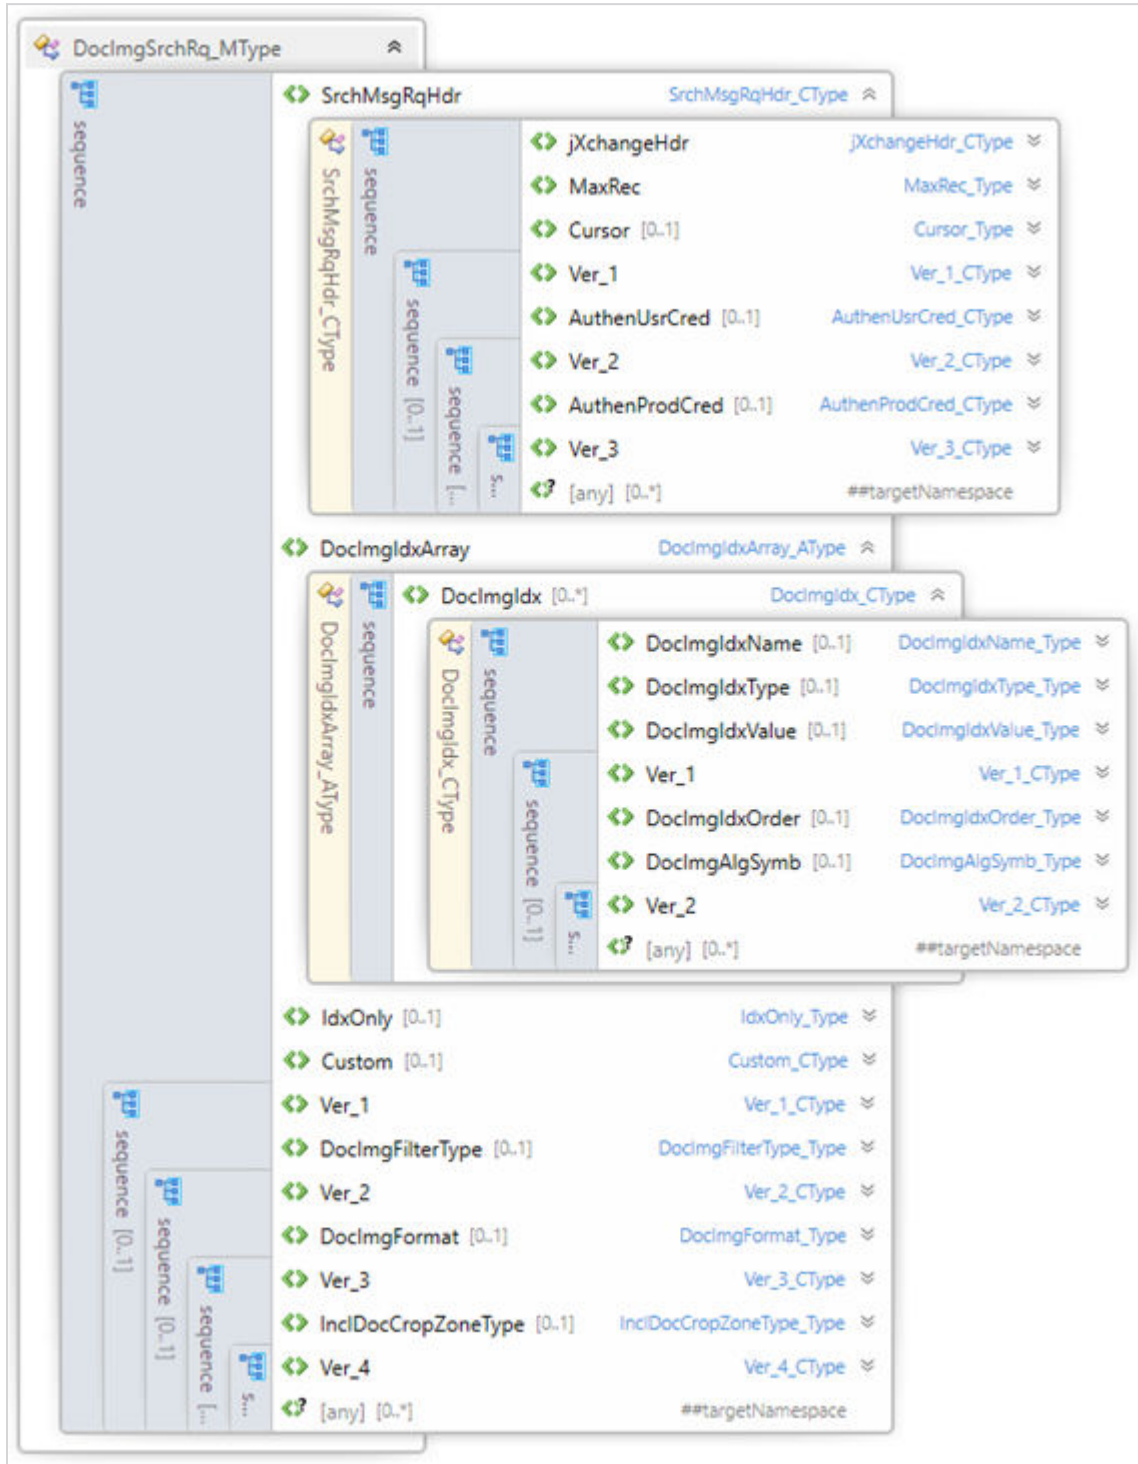 DocImgSrchRq_MType
sequence
SrchMsgRqHdr SrchMsgRqHdr_CType
SrchMsgRqHdr_CType
sequence
jXchangeHdr jXchangeHdr_CType
MaxRec MaxRec_Type
Cursor [0..1] Cursor_Type
sequence [0..1]
Ver_1 Ver_1_CType
AuthenUsrCred [0..1] AuthenUsrCred_CType
sequence [...
Ver_2 Ver_2_CType
AuthenProdCred [0..1] AuthenProdCred_CType
s...
Ver_3 Ver_3_CType
[any] [0..*] ##targetNamespace
DocImgIdxArray DocImgIdxArray_AType
DocImgIdxArray_AType
sequence
DocImgIdx [0..*] DocImgIdx_CType
DocImgIdx_CType
sequence
DocImgIdxName [0..1] DocImgIdxName_Type
DocImgIdxType [0..1] DocImgIdxType_Type
DocImgIdxValue [0..1] DocImgIdxValue_Type
sequence [0..1]
Ver_1 Ver_1_CType
DocImgIdxOrder [0..1] DocImgIdxOrder_Type
DocImgAlgSymb [0..1] DocImgAlgSymb_Type
s...
Ver_2 Ver_2_CType
[any] [0..*] ##targetNamespace
IdxOnly [0..1] IdxOnly_Type
Custom [0..1] Custom_CType
sequence [0..1]
Ver_1 Ver_1_CType
DocImgFilterType [0..1] DocImgFilterType_Type
sequence [0..1]
Ver_2 Ver_2_CType
DocImgFormat [0..1] DocImgFormat_Type
sequence [...
Ver_3 Ver_3_CType
InclDocCropZoneType [0..1] InclDocCropZoneType_Type
s...
Ver_4 Ver_4_CType
[any] [0..*] ##targetNamespace